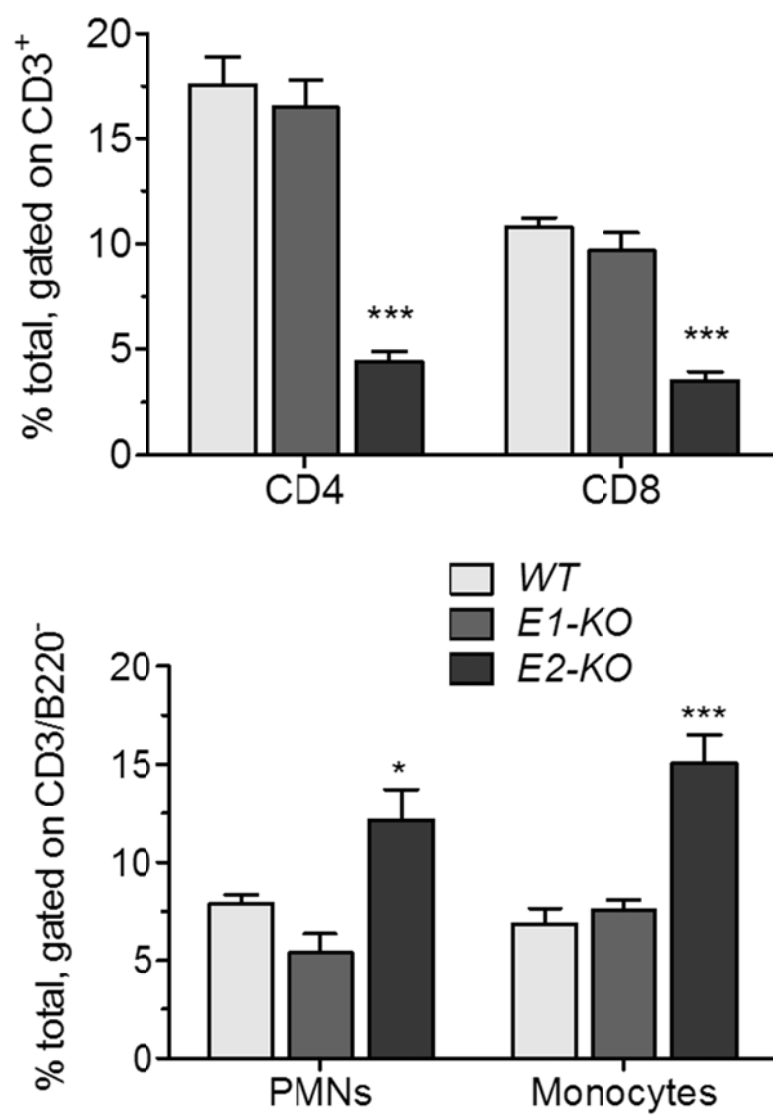 % total, gated on CD3⁺
20
15
10
5
0
***
***
CD4 CD8
WT
E1-KO
E2-KO
% total, gated on CD3/B220⁻
20
15
10
5
0
*
***
PMNs Monocytes